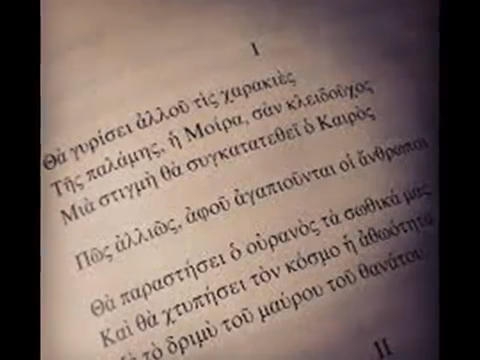 I
Θὰ γυρίσει ἀλλοῦ τὶς χαρακιὲς
Τῆς παλάμης, ἡ Μοίρα, σὰν κλειδοῦχος
Μιὰ στιγμὴ θὰ συγκατατεθεῖ ὁ Καιρὸς
Πῶς ἀλλιῶς, ἀφοῦ ἀγαπιοῦνται οἱ ἄνθρωποι
Θὰ παραστήσει ὁ οὐρανὸς τὰ σωθικά μας
Καὶ θὰ χτυπήσει τὸν κόσμο ἡ ἀθωότητα
τὸ δριμὺ τοῦ μαύρου τοῦ θανάτου.
II